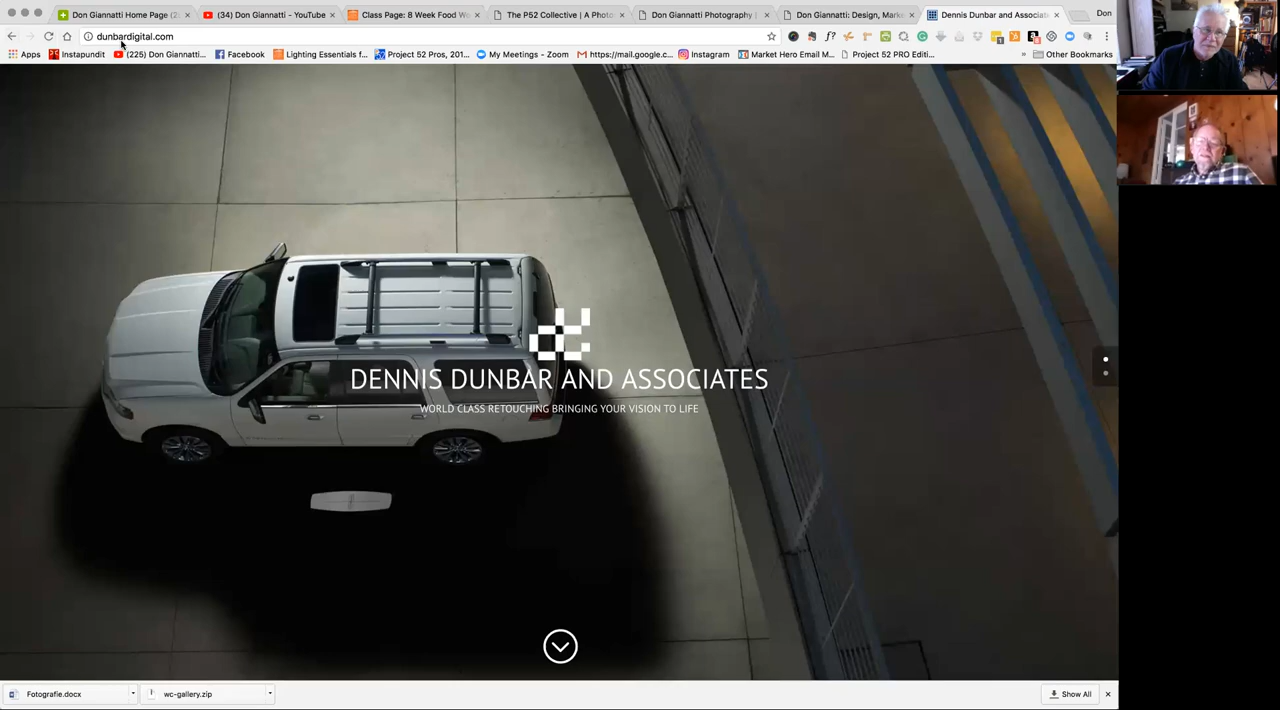 Don Giannatti Home Page (2
(34) Don Giannatti - YouTube
Class Page: 8 Week Food W
The P52 Collective | A Photo
Don Giannatti Photography |
Don Giannatti: Design, Market
Dennis Dunbar and Associat
Don
dunbardigital.com
Apps
Instapundit
(225) Don Giannatti...
Facebook
Lighting Essentials f...
Project 52 Pros, 201...
My Meetings - Zoom
https://mail.google.c...
Instagram
Market Hero Email M...
Project 52 PRO Editi...
»
Other Bookmarks
DENNIS DUNBAR AND ASSOCIATES
WORLD CLASS RETOUCHING BRINGING YOUR VISION TO LIFE
Fotografie.docx
wc-gallery.zip
Show All